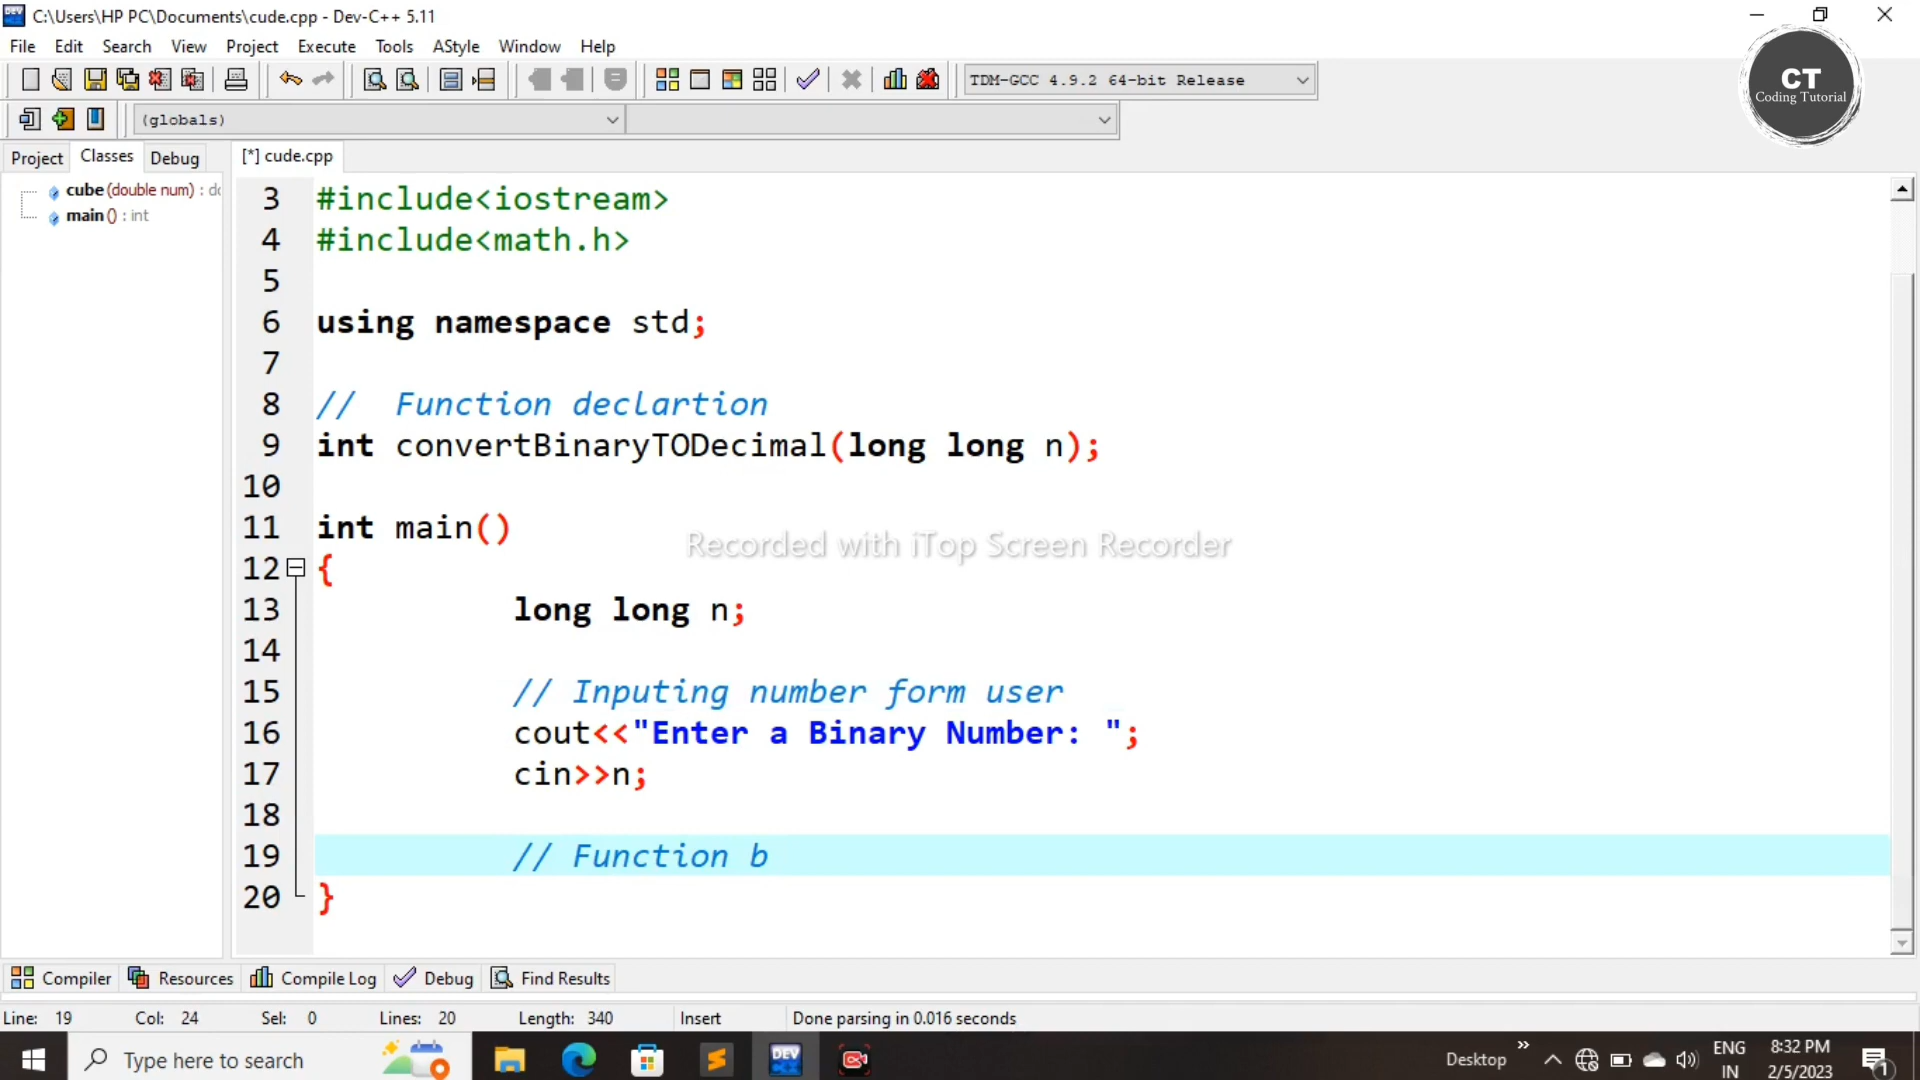 C:\Users\HP PC\Documents\cude.cpp - Dev-C++ 5.11
File Edit Search View Project Execute Tools AStyle Window Help
TDM-GCC 4.9.2 64-bit Release
CT
Coding Tutorial
(globals)
Project Classes Debug
[*] cude.cpp
cube (double num) : do
main () : int
3 #include<iostream>
4 #include<math.h>
5
6 using namespace std;
7
8 //  Function declartion
9 int convertBinaryTODecimal(long long n);
10
11 int main()
12 {
13 long long n;
14
15 // Inputing number form user
16 cout<<"Enter a Binary Number: ";
17 cin>>n;
18
19 // Function b
20 }
Recorded with iTop Screen Recorder
Compiler Resources Compile Log Debug Find Results
Line: 19 Col: 24 Sel: 0 Lines: 20 Length: 340 Insert Done parsing in 0.016 seconds
Type here to search
DEV
Desktop
ENG
IN
8:32 PM
2/5/2023
1